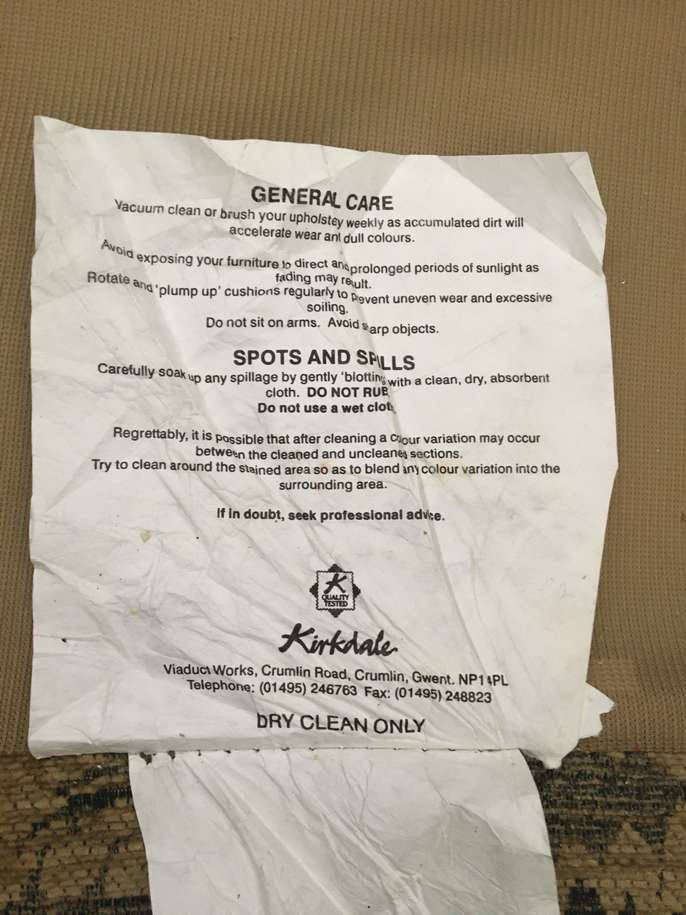 GENERAL CARE
Vacuum clean or brush your upholstey weekly as accumulated dirt will
accelerate wear and dull colours.
Avoid exposing your furniture to direct and prolonged periods of sunlight as
fading may result.
Rotate and 'plump up' cushions regularly to prevent uneven wear and excessive
soiling.
Do not sit on arms. Avoid sharp objects.
SPOTS AND SPILLS
Carefully soak up any spillage by gently 'blotting' with a clean, dry, absorbent
cloth. DO NOT RUB
Do not use a wet cloth.
Regrettably, it is possible that after cleaning a colour variation may occur
between the cleaned and uncleaned sections.
Try to clean around the stained area so as to blend any colour variation into the
surrounding area.
If in doubt, seek professional advice.
K
QUALITY
TESTED
Kirkdale
Viaduct Works, Crumlin Road, Crumlin, Gwent.
Telephone: (01495) 246763 Fax: (01495) 248823
DRY CLEAN ONLY